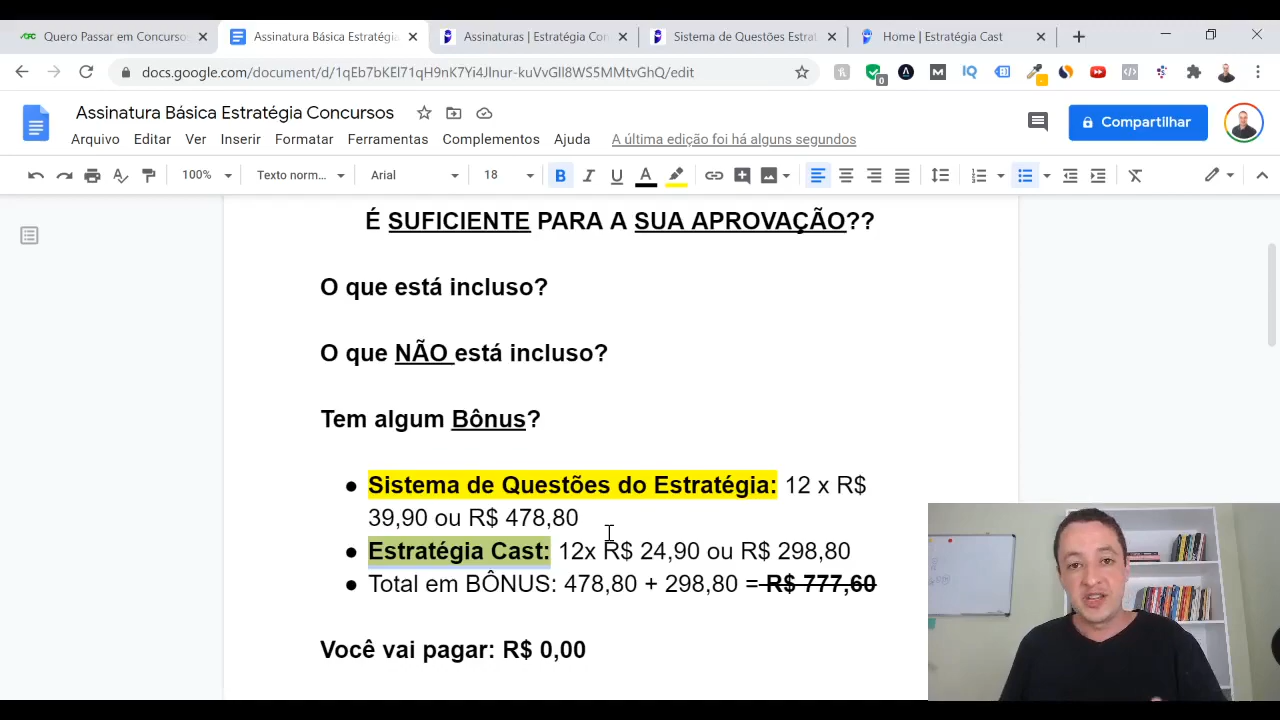 Quero Passar em Concursos
Assinatura Básica Estratégia
Assinaturas | Estratégia Con
Sistema de Questões Estrat
Home | Estratégia Cast
docs.google.com/document/d/1qEb7bKEl71qH9nK7Yi4Jlnur-kuVvGll8WS5MMtvGhQ/edit
Assinatura Básica Estratégia Concursos
Arquivo Editar Ver Inserir Formatar Ferramentas Complementos Ajuda A última edição foi há alguns segundos
Compartilhar
100% Texto norm... Arial 18 B I U A
É SUFICIENTE PARA A SUA APROVAÇÃO??
O que está incluso?
O que NÃO está incluso?
Tem algum Bônus?
● Sistema de Questões do Estratégia: 12 x R$
39,90 ou R$ 478,80
● Estratégia Cast: 12x R$ 24,90 ou R$ 298,80
● Total em BÔNUS: 478,80 + 298,80 = R$ 777,60
Você vai pagar: R$ 0,00